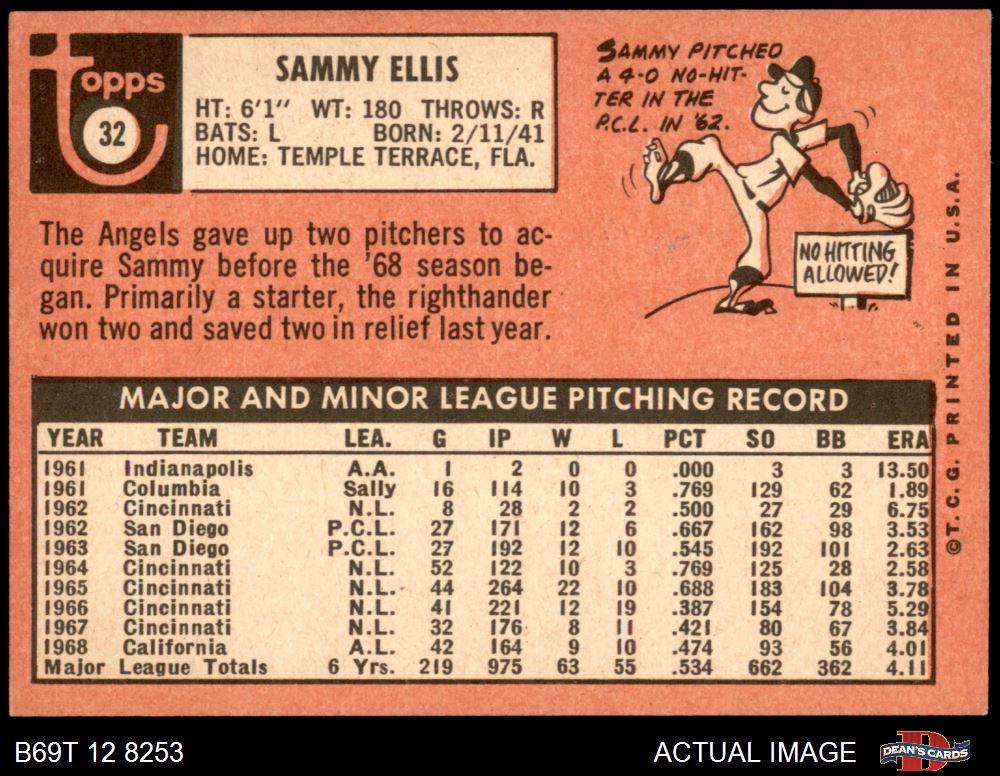 Topps
32
SAMMY ELLIS
HT: 6'1" WT: 180 THROWS: R
BATS: L BORN: 2/11/41
HOME: TEMPLE TERRACE, FLA.
SAMMY PITCHED
A 4-0 NO-HIT-
TER IN THE
P.C.L. IN '62.
NO HITTING
ALLOWED!
The Angels gave up two pitchers to ac-
quire Sammy before the '68 season be-
gan. Primarily a starter, the righthander
won two and saved two in relief last year.
MAJOR AND MINOR LEAGUE PITCHING RECORD
YEAR TEAM LEA. G IP W L PCT SO BB ERA
1961 Indianapolis A.A. 1 2 0 0 .000 3 3 13.50
1961 Columbia Sally 16 114 10 3 .769 129 62 1.89
1962 Cincinnati N.L. 8 28 2 2 .500 27 29 6.75
1962 San Diego P.C.L. 27 171 12 6 .667 162 98 3.53
1963 San Diego P.C.L. 27 192 12 10 .545 192 101 2.63
1964 Cincinnati N.L. 52 122 10 3 .769 125 28 2.58
1965 Cincinnati N.L. 44 264 22 10 .688 183 104 3.78
1966 Cincinnati N.L. 41 221 12 19 .387 154 78 5.29
1967 Cincinnati N.L. 32 176 8 11 .421 80 67 3.84
1968 California A.L. 42 164 9 10 .474 93 56 4.01
Major League Totals 6 Yrs. 219 975 63 55 .534 662 362 4.11
©T.C.G. PRINTED IN U.S.A.
B69T 12 8253
ACTUAL IMAGE
D
DEAN'S CARDS